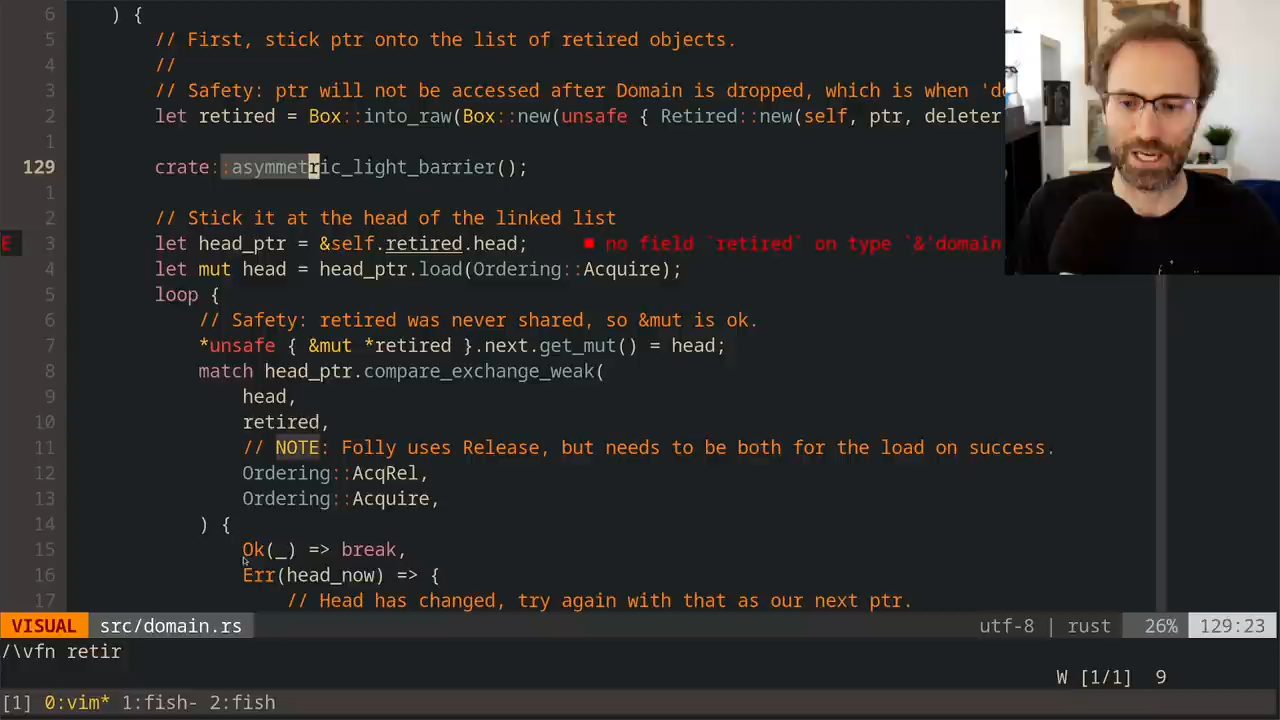 6 ) {
5 // First, stick ptr onto the list of retired objects.
4 //
3 // Safety: ptr will not be accessed after Domain is dropped, which is when 'do
2 let retired = Box::into_raw(Box::new(unsafe { Retired::new(self, ptr, deleter
1
129 crate::asymmetric_light_barrier();
1
2 // Stick it at the head of the linked list
E 3 let head_ptr = &self.retired.head; ■ no field `retired` on type `&'domain
4 let mut head = head_ptr.load(Ordering::Acquire);
5 loop {
6 // Safety: retired was never shared, so &mut is ok.
7 *unsafe { &mut *retired }.next.get_mut() = head;
8 match head_ptr.compare_exchange_weak(
9 head,
10 retired,
11 // NOTE: Folly uses Release, but needs to be both for the load on success.
12 Ordering::AcqRel,
13 Ordering::Acquire,
14 ) {
15 Ok(_) => break,
16 Err(head_now) => {
17 // Head has changed, try again with that as our next ptr.
VISUAL src/domain.rs utf-8 | rust 26% 129:23
/\vfn retir
W [1/1] 9
[1] 0:vim* 1:fish- 2:fish